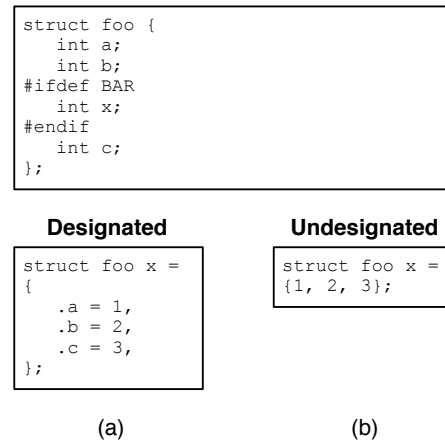 struct foo {
   int a;
   int b;
#ifdef BAR
   int x;
#endif
   int c;
};
Designated
struct foo x =
{
   .a = 1,
   .b = 2,
   .c = 3,
};
(a)
Undesignated
struct foo x =
{1, 2, 3};
(b)